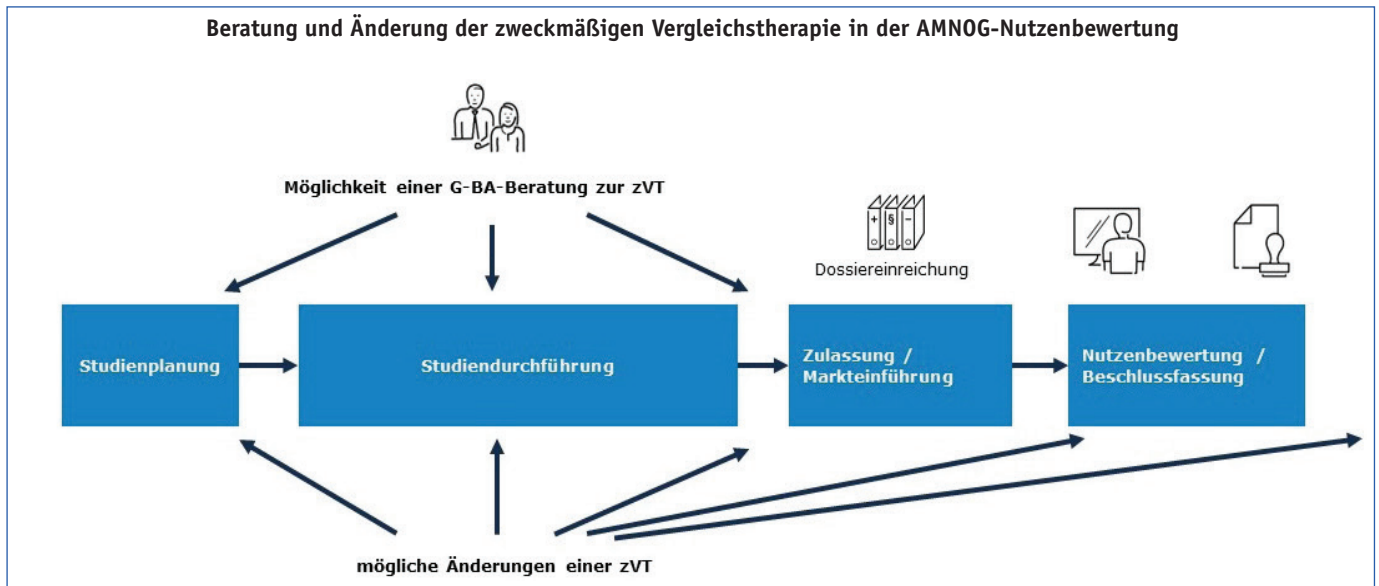 Beratung und Änderung der zweckmäßigen Vergleichstherapie in der AMNOG-Nutzenbewertung
Möglichkeit einer G-BA-Beratung zur zVT
+ § –
Dossiereinreichung
Studienplanung
Studiendurchführung
Zulassung /
Markteinführung
Nutzenbewertung /
Beschlussfassung
mögliche Änderungen einer zVT